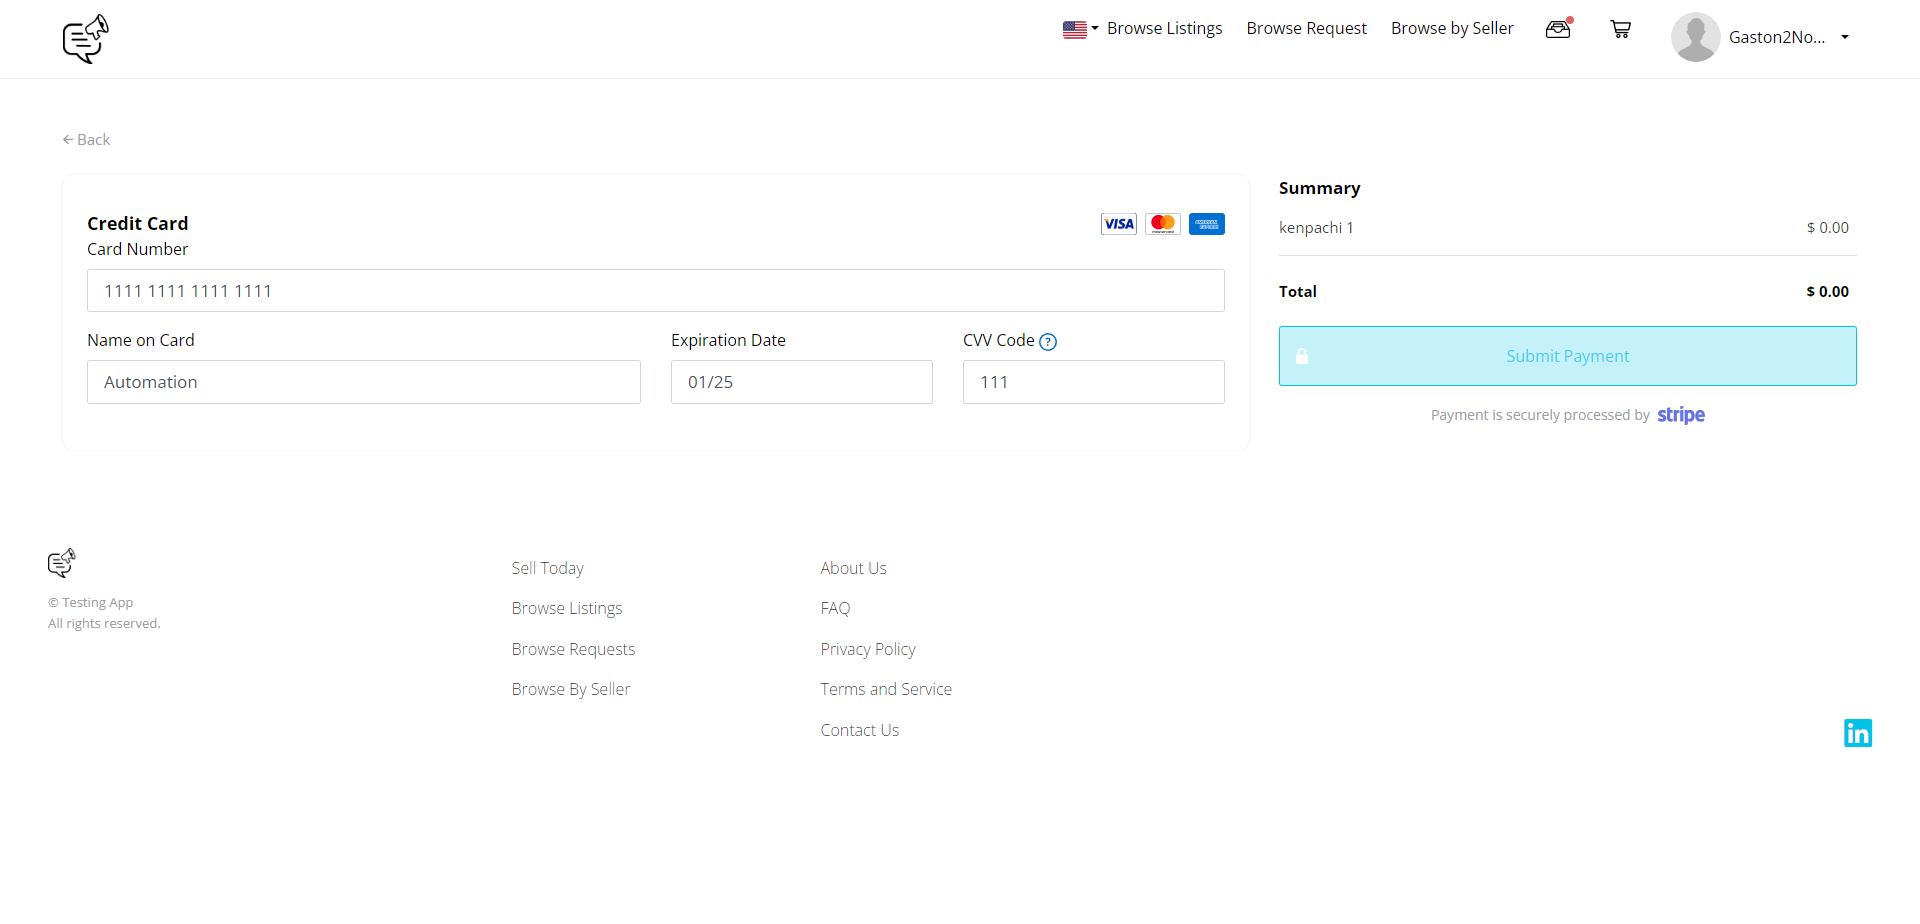 Browse Listings Browse Request Browse by Seller Gaston2No...
Back
Credit Card VISA
Card Number
1111 1111 1111 1111
Name on Card Expiration Date CVV Code ?
Automation 01/25 111
Summary
kenpachi 1 $ 0.00
Total $ 0.00
Submit Payment
Payment is securely processed by stripe
© Testing App
All rights reserved.
Sell Today
Browse Listings
Browse Requests
Browse By Seller
About Us
FAQ
Privacy Policy
Terms and Service
Contact Us
in